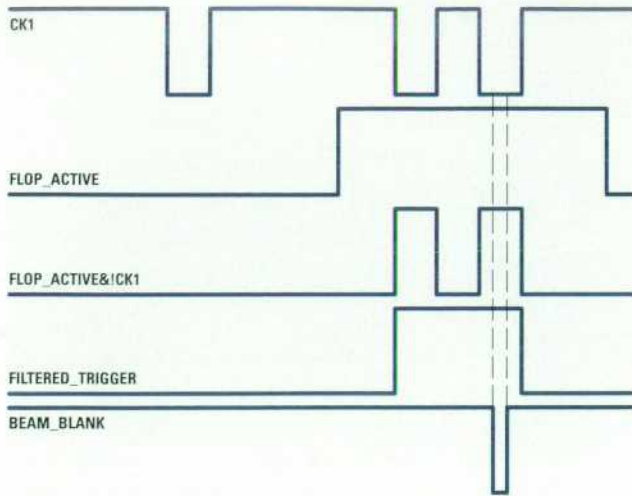 CK1
FLOP_ACTIVE
FLOP_ACTIVE&!CK1
FILTERED_TRIGGER
BEAM_BLANK